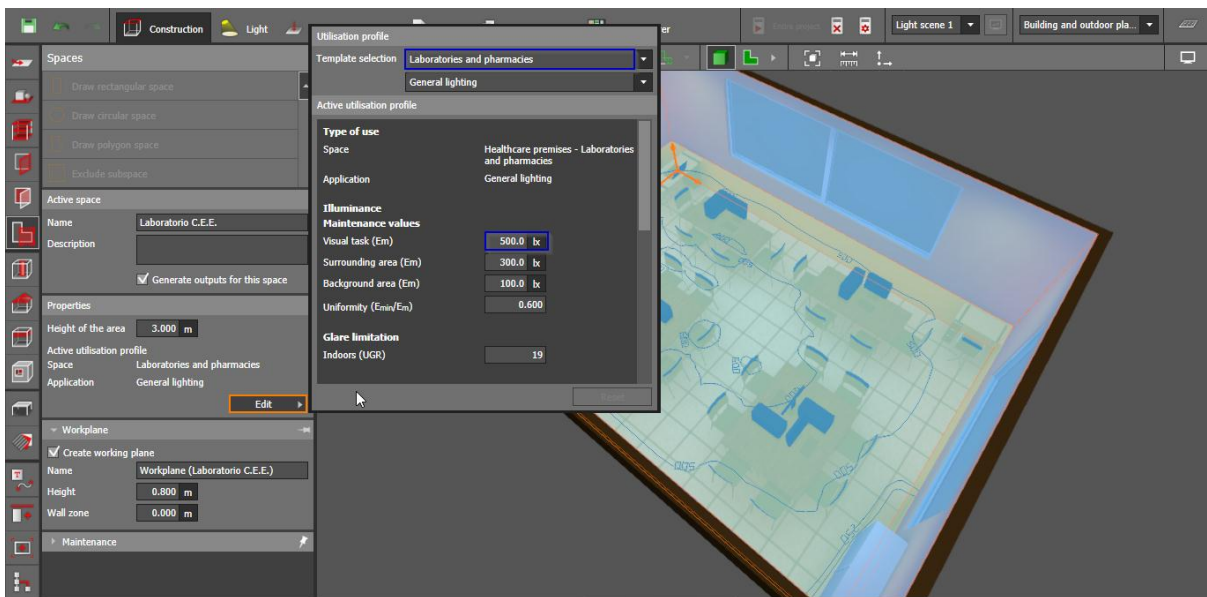 Construction
Light
er
Light scene 1
Building and outdoor pla...
Spaces
Draw rectangular space
Draw circular space
Draw polygon space
Exclude subspace
Active space
Name
Laboratorio C.E.E.
Description
Generate outputs for this space
Properties
Height of the area
3.000 m
Active utilisation profile
Space
Laboratories and pharmacies
Application
General lighting
Edit
Workplane
Create working plane
Name
Workplane (Laboratorio C.E.E.)
Height
0.800 m
Wall zone
0.000 m
Maintenance
Utilisation profile
Template selection
Laboratories and pharmacies
General lighting
Active utilisation profile
Type of use
Space
Healthcare premises - Laboratories
and pharmacies
Application
General lighting
Illuminance
Maintenance values
Visual task (Em)
500.0 lx
Surrounding area (Em)
300.0 lx
Background area (Em)
100.0 lx
Uniformity (Emin/Em)
0.600
Glare limitation
Indoors (UGR)
19
Reset